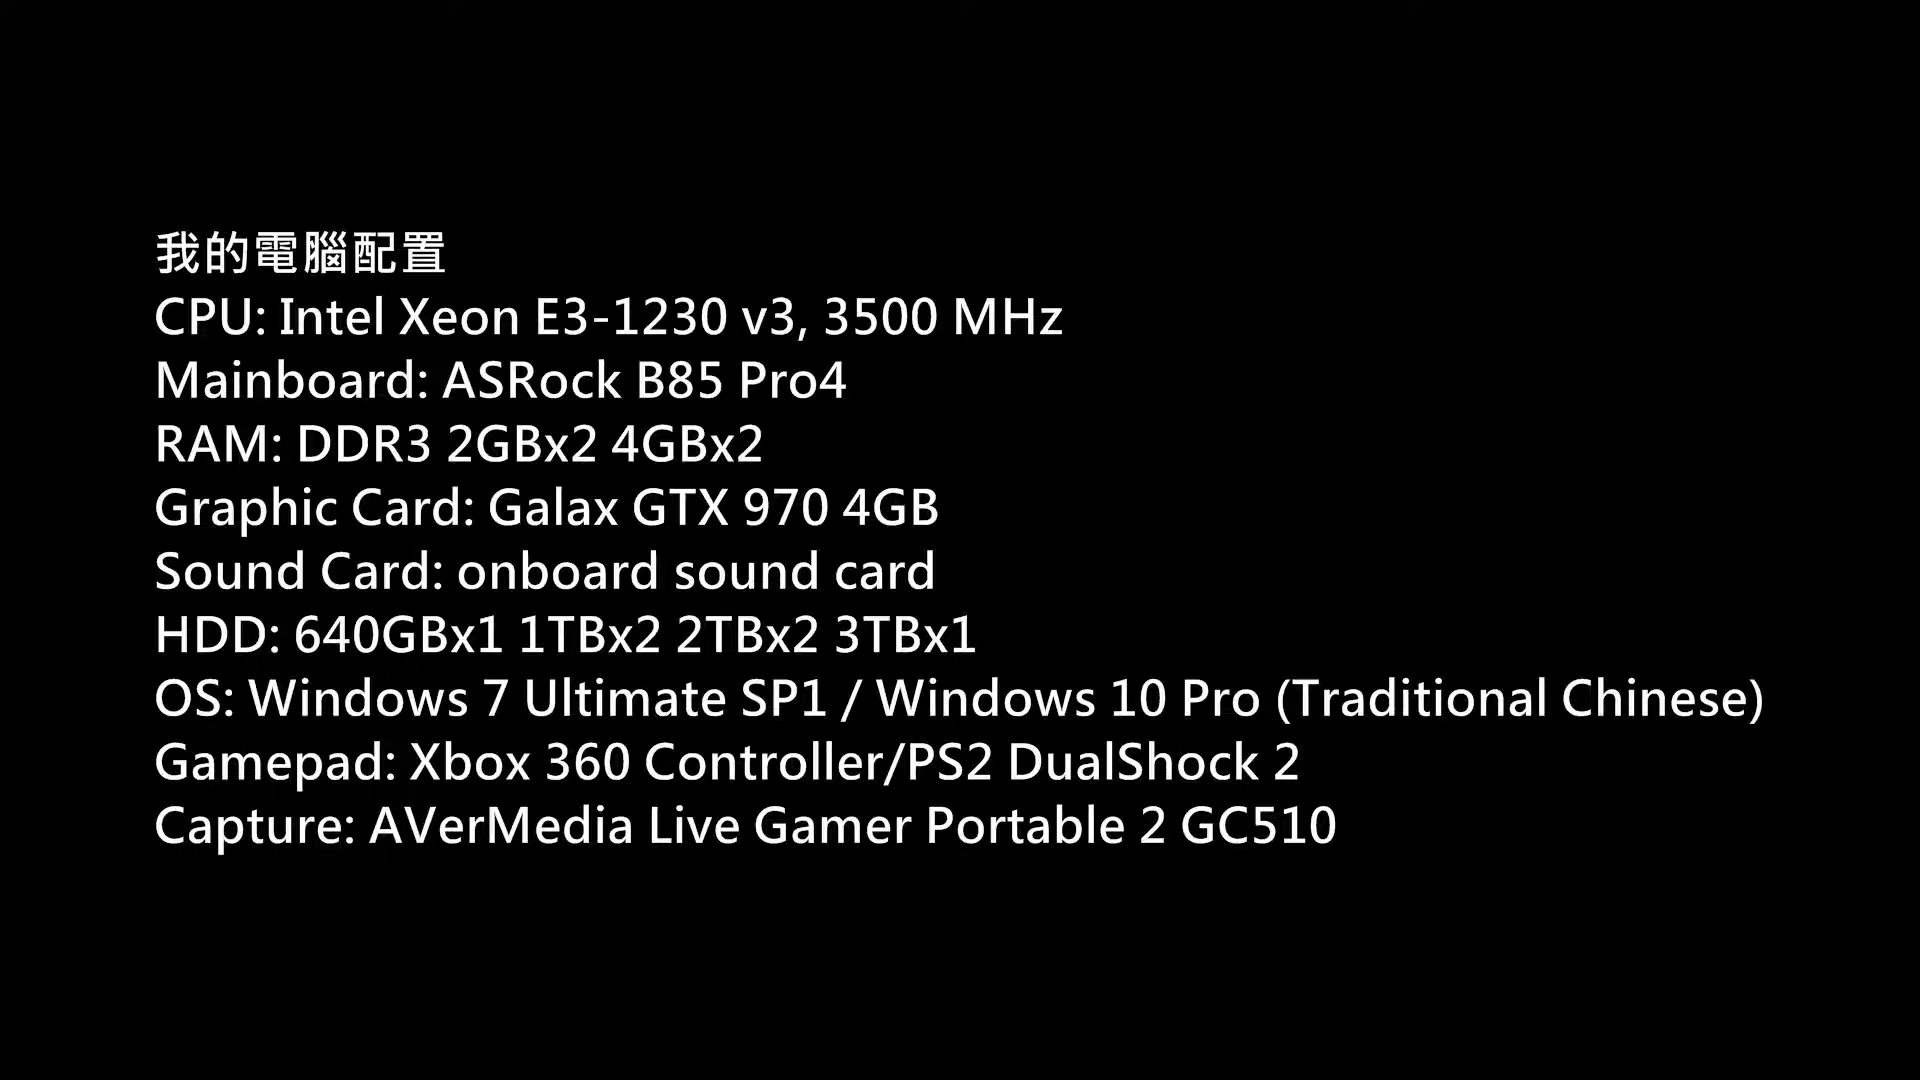 我的電腦配置
CPU: Intel Xeon E3-1230 v3, 3500 MHz
Mainboard: ASRock B85 Pro4
RAM: DDR3 2GBx2 4GBx2
Graphic Card: Galax GTX 970 4GB
Sound Card: onboard sound card
HDD: 640GBx1 1TBx2 2TBx2 3TBx1
OS: Windows 7 Ultimate SP1 / Windows 10 Pro (Traditional Chinese)
Gamepad: Xbox 360 Controller/PS2 DualShock 2
Capture: AVerMedia Live Gamer Portable 2 GC510